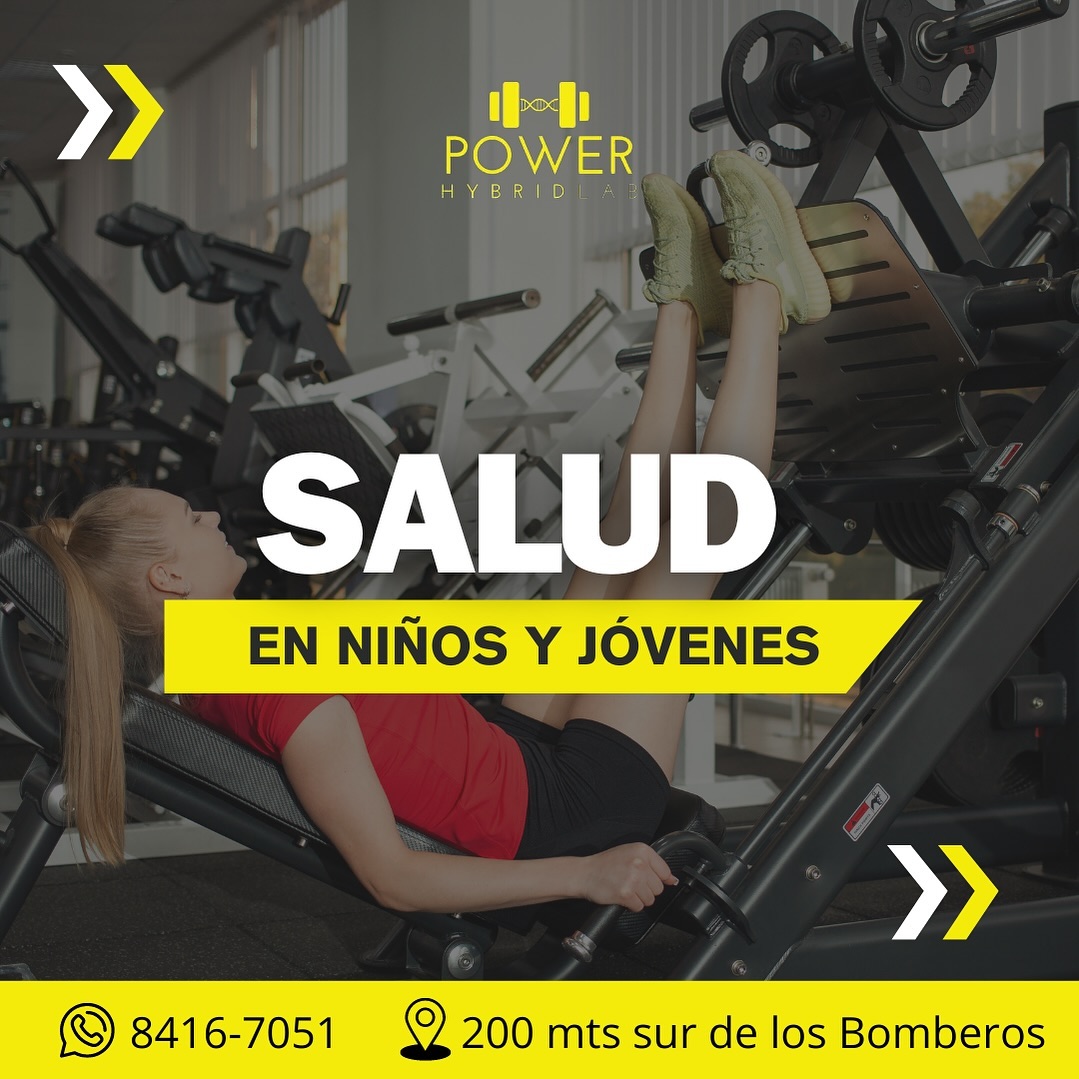 POWER
HYBRIDLAB
SALUD
EN NIÑOS Y JÓVENES
8416-7051
200 mts sur de los Bomberos